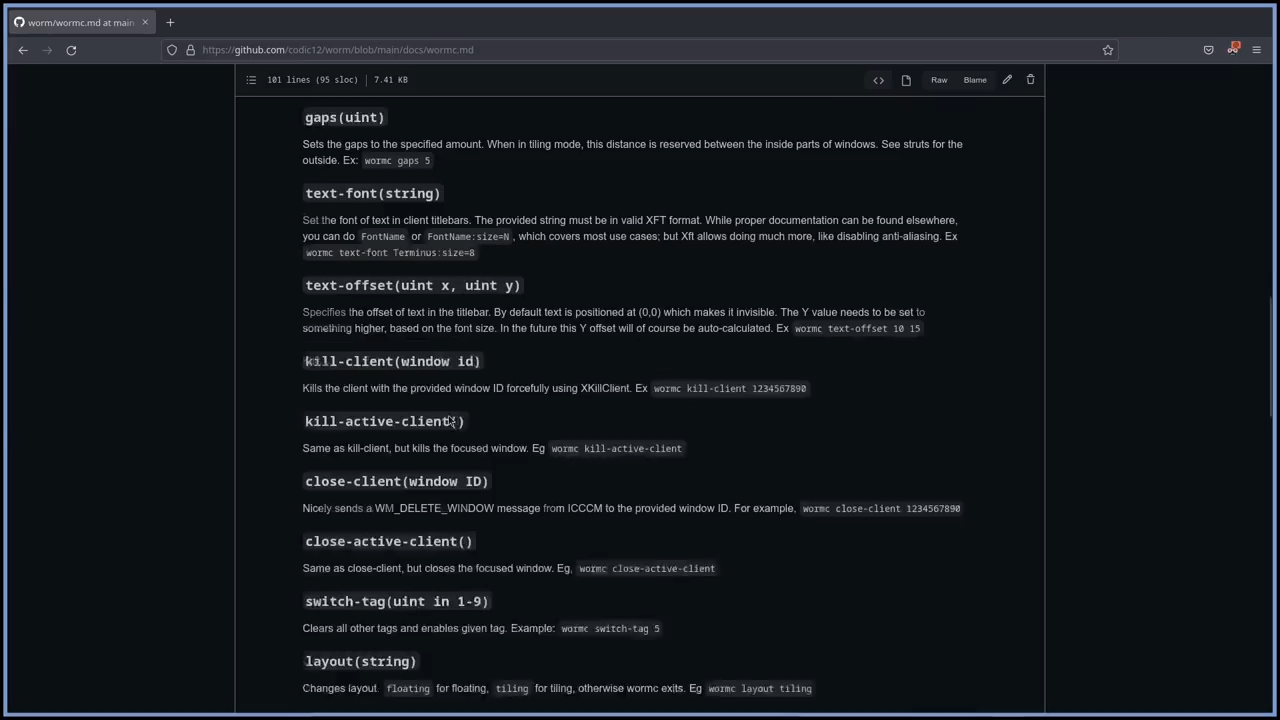 worm/wormc.md at main
https://github.com/codic12/worm/blob/main/docs/wormc.md
101 lines (95 sloc) 7.41 KB
Raw Blame
gaps(uint)
Sets the gaps to the specified amount. When in tiling mode, this distance is reserved between the inside parts of windows. See struts for the
outside. Ex: wormc gaps 5
text-font(string)
Set the font of text in client titlebars. The provided string must be in valid XFT format. While proper documentation can be found elsewhere,
you can do FontName or FontName:size=N, which covers most use cases; but Xft allows doing much more, like disabling anti-aliasing. Ex
wormc text-font Terminus:size=8
text-offset(uint x, uint y)
Specifies the offset of text in the titlebar. By default text is positioned at (0,0) which makes it invisible. The Y value needs to be set to
something higher, based on the font size. In the future this Y offset will of course be auto-calculated. Ex wormc text-offset 10 15
kill-client(window id)
Kills the client with the provided window ID forcefully using XKillClient. Ex wormc kill-client 1234567890
kill-active-client()
Same as kill-client, but kills the focused window. Eg wormc kill-active-client
close-client(window ID)
Nicely sends a WM_DELETE_WINDOW message from ICCCM to the provided window ID. For example, wormc close-client 1234567890
close-active-client()
Same as close-client, but closes the focused window. Eg, wormc close-active-client
switch-tag(uint in 1-9)
Clears all other tags and enables given tag. Example: wormc switch-tag 5
layout(string)
Changes layout floating for floating, tiling for tiling, otherwise wormc exits. Eg wormc layout tiling